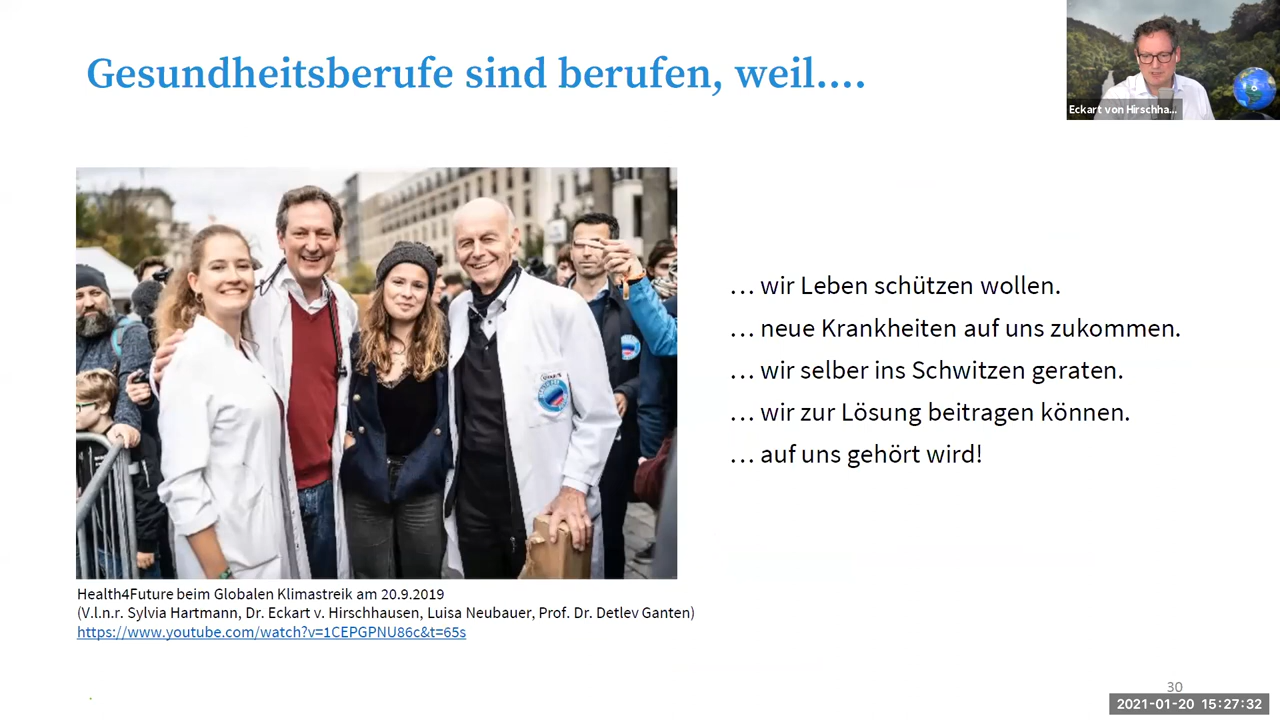 Gesundheitsberufe sind berufen, weil....
Eckart von Hirschha...
... wir Leben schützen wollen.
... neue Krankheiten auf uns zukommen.
... wir selber ins Schwitzen geraten.
... wir zur Lösung beitragen können.
... auf uns gehört wird!
Health4Future beim Globalen Klimastreik am 20.9.2019
(V.l.n.r. Sylvia Hartmann, Dr. Eckart v. Hirschhausen, Luisa Neubauer, Prof. Dr. Detlev Ganten)
https://www.youtube.com/watch?v=1CEPGPNU86c&t=65s
30
2021-01-20 15:27:32